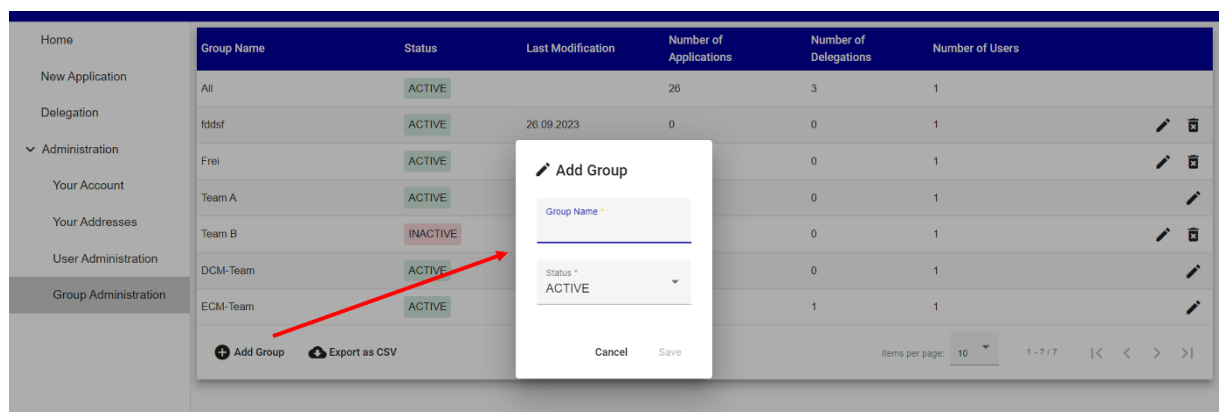 Home
New Application
Delegation
Administration
Your Account
Your Addresses
User Administration
Group Administration
Group Name Status Last Modification Number of Applications Number of Delegations Number of Users
All ACTIVE 26 3 1
fddsf ACTIVE 26.09.2023 0 0 1
Frei ACTIVE 0 1
Team A ACTIVE 0 1
Team B INACTIVE 0 1
DCM-Team ACTIVE 0 1
ECM-Team ACTIVE 1 1
Add Group Export as CSV Items per page: 10 1 - 7 / 7
Add Group
Group Name *
Status *
ACTIVE
Cancel Save